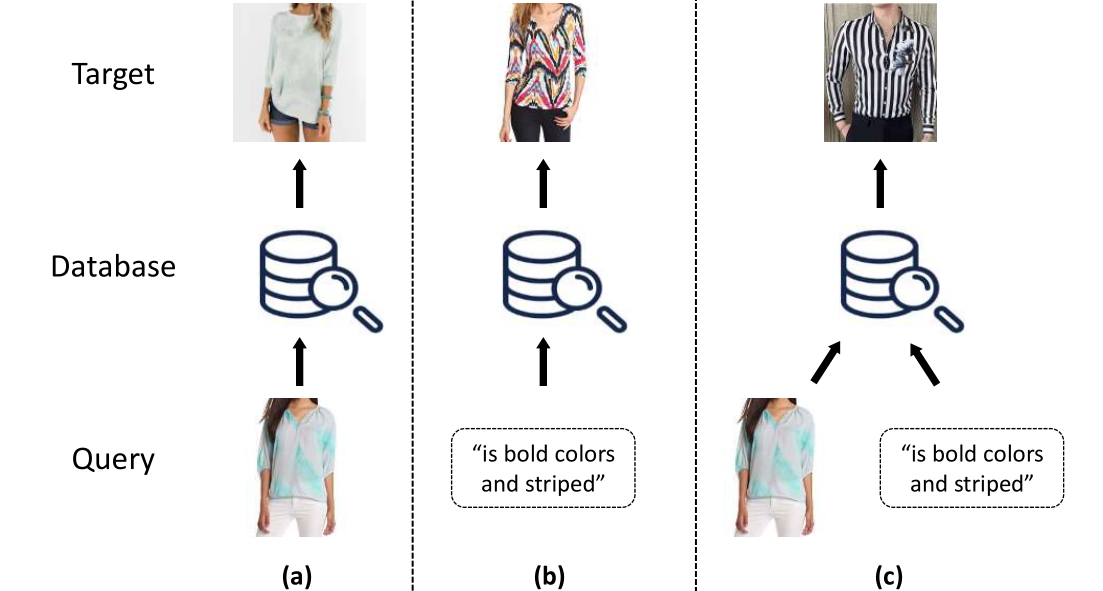 Target
Database
Query
“is bold colors
and striped”
“is bold colors
and striped”
(a)
(b)
(c)